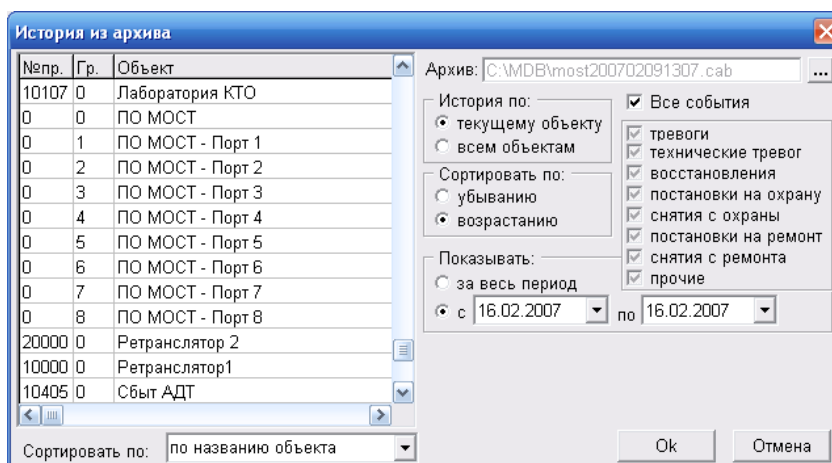 История из архива
№пр. Гр. Объект
10107 0 Лаборатория КТО
0 0 ПО МОСТ
0 1 ПО МОСТ - Порт 1
0 2 ПО МОСТ - Порт 2
0 3 ПО МОСТ - Порт 3
0 4 ПО МОСТ - Порт 4
0 5 ПО МОСТ - Порт 5
0 6 ПО МОСТ - Порт 6
0 7 ПО МОСТ - Порт 7
0 8 ПО МОСТ - Порт 8
20000 0 Ретранслятор 2
10000 0 Ретранслятор1
10405 0 Сбыт АДТ
Сортировать по: по названию объекта
Архив: C:\MDB\most200702091307.cab ...
История по:
текущему объекту
всем объектам
Сортировать по:
убыванию
возрастанию
Показывать:
за весь период
с 16.02.2007 по 16.02.2007
Все события
тревоги
технические тревог
восстановления
постановки на охрану
снятия с охраны
постановки на ремонт
снятия с ремонта
прочие
Ok Отмена